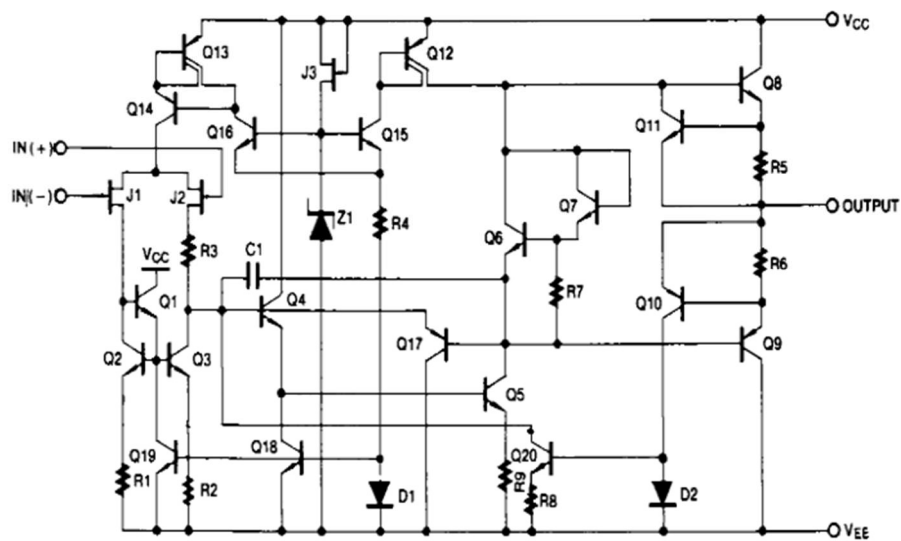 VCC
Q13
Q12
J3
Q8
Q14
Q16
Q15
Q11
IN(+)
R5
IN(-)
J1
J2
OUTPUT
Z1
R4
Q7
Q6
R3
C1
R6
VCC
Q1
Q4
R7
Q10
Q2
Q3
Q17
Q9
Q5
Q19
Q18
Q20
R1
R2
D1
R9
R8
D2
VEE